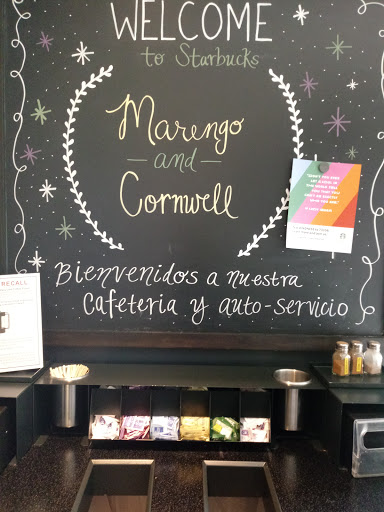 WELCOME
to Starbucks
Marengo
and
Cornwell
Bienvenidos a nuestra
Cafeteria y auto-servicio
RECALL